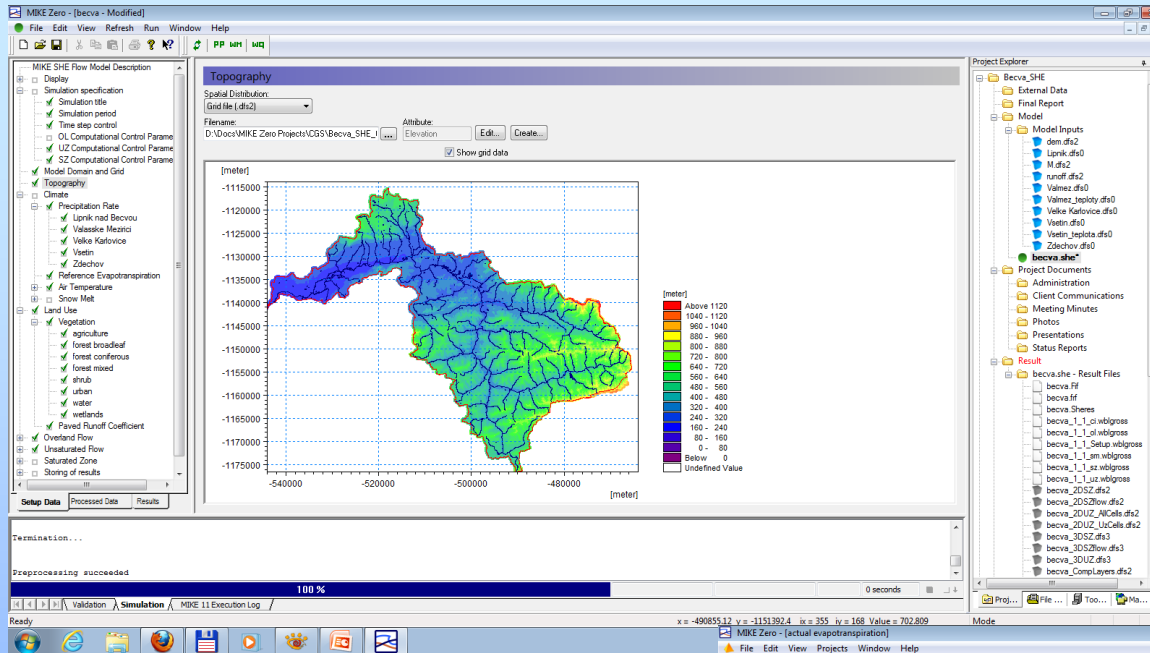 MIKE Zero - [becva - Modified]
File Edit View Refresh Run Window Help
PP WM WQ
MIKE SHE Flow Model Description
Display
Simulation specification
Simulation title
Simulation period
Time step control
OL Computational Control Parame
UZ Computational Control Parame
SZ Computational Control Parame
Model Domain and Grid
Topography
Climate
Precipitation Rate
Lipnik nad Becvou
Valasske Mezirici
Velke Karlovice
Vsetin
Zdechov
Reference Evapotranspiration
Air Temperature
Snow Melt
Land Use
Vegetation
agriculture
forest broadleaf
forest coniferous
forest mixed
shrub
urban
water
wetlands
Paved Runoff Coefficient
Overland Flow
Unsaturated Flow
Saturated Zone
Storing of results
Setup Data Processed Data Results
Topography
Spatial Distribution:
Grid file (.dfs2)
Filename: Attribute:
D:\Docs\MIKE Zero Projects\CGS\Becva_SHE_I ... Elevation Edit... Create...
Show grid data
[meter]
-1115000
-1120000
-1125000
-1130000
-1135000
-1140000
-1145000
-1150000
-1155000
-1160000
-1165000
-1170000
-1175000
-540000 -520000 -500000 -480000
[meter]
[meter]
Above 1120
1040 - 1120
960 - 1040
880 - 960
800 - 880
720 - 800
640 - 720
560 - 640
480 - 560
400 - 480
320 - 400
240 - 320
160 - 240
80 - 160
0 - 80
Below 0
Undefined Value
Project Explorer
Becva_SHE
External Data
Final Report
Model
Model Inputs
dem.dfs2
Lipnik.dfs0
M.dfs2
runoff.dfs2
Valmez.dfs0
Valmez_teploty.dfs0
Velke Karlovice.dfs0
Vsetin.dfs0
Vsetin_teplota.dfs0
Zdechov.dfs0
becva.she*
Project Documents
Administration
Client Communications
Meeting Minutes
Photos
Presentations
Status Reports
Result
becva.she - Result Files
becva.Fif
becva.frf
becva.Sheres
becva_1_1_ci.wblgross
becva_1_1_ol.wblgross
becva_1_1_Setup.wblgross
becva_1_1_sm.wblgross
becva_1_1_sz.wblgross
becva_1_1_uz.wblgross
becva_2DSZ.dfs2
becva_2DSZflow.dfs2
becva_2DUZ_AllCells.dfs2
becva_2DUZ_UzCells.dfs2
becva_3DSZ.dfs3
becva_3DSZflow.dfs3
becva_3DUZ.dfs3
becva_CompLayers.dfs2
Proj... File ... Too... Ma...
Termination...
Preprocessing succeeded
100 % 0 seconds
Validation Simulation MIKE 11 Execution Log
Ready x = -490855.12 y = -1151392.4 ix = 355 iy = 168 Value = 702.809 Mode
MIKE Zero - [actual evapotranspiration]
File Edit View Projects Window Help